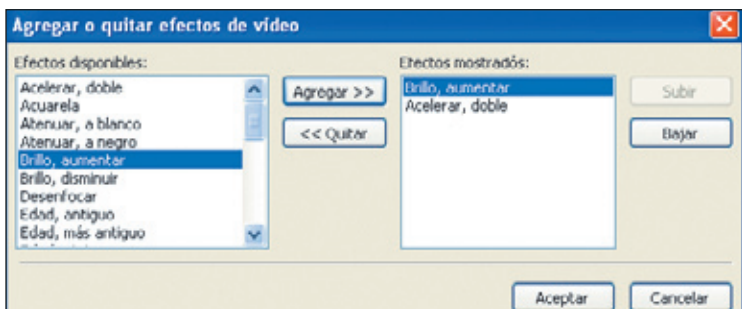 Agregar o quitar efectos de vídeo
Efectos disponibles:
Acelerar, doble
Acuarela
Atenuar, a blanco
Atenuar, a negro
Brillo, aumentar
Brillo, disminuir
Desenfocar
Edad, antiguo
Edad, más antiguo
Agregar >>
<< Quitar
Efectos mostrados:
Brillo, aumentar
Acelerar, doble
Subir
Bajar
Aceptar
Cancelar